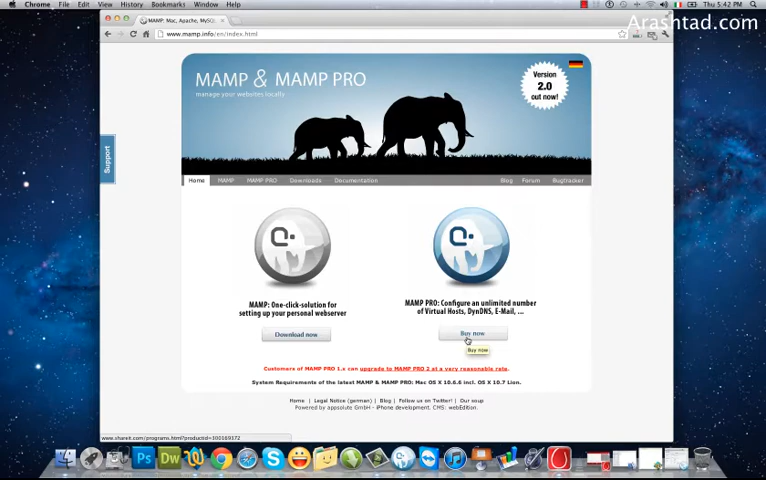 Chrome File Edit View History Bookmarks Window Help
Thu 5:42 PM
Arashtad.com
MAMP: Mac, Apache, MySQL
www.mamp.info/en/index.html
MAMP & MAMP PRO
manage your websites locally
Version
2.0
out now!
Support
Home MAMP MAMP PRO Downloads Documentation Blog Forum Bugtracker
MAMP: One-click-solution for
setting up your personal webserver
Download now
MAMP PRO: Configure an unlimited number
of Virtual Hosts, DynDNS, E-Mail, ...
Buy now
Buy now
Customers of MAMP PRO 1.x can upgrade to MAMP PRO 2 at a very reasonable rate.
System Requirements of the latest MAMP & MAMP PRO: Mac OS X 10.6.6 incl. OS X 10.7 Lion.
Home | Legal Notice (german) | Blog | Follow us on Twitter! | Our soup
Powered by appsolute GmbH - iPhone development. CMS: webEdition.
www.shareit.com/programs.html?productid=300169372
Ps
Dw